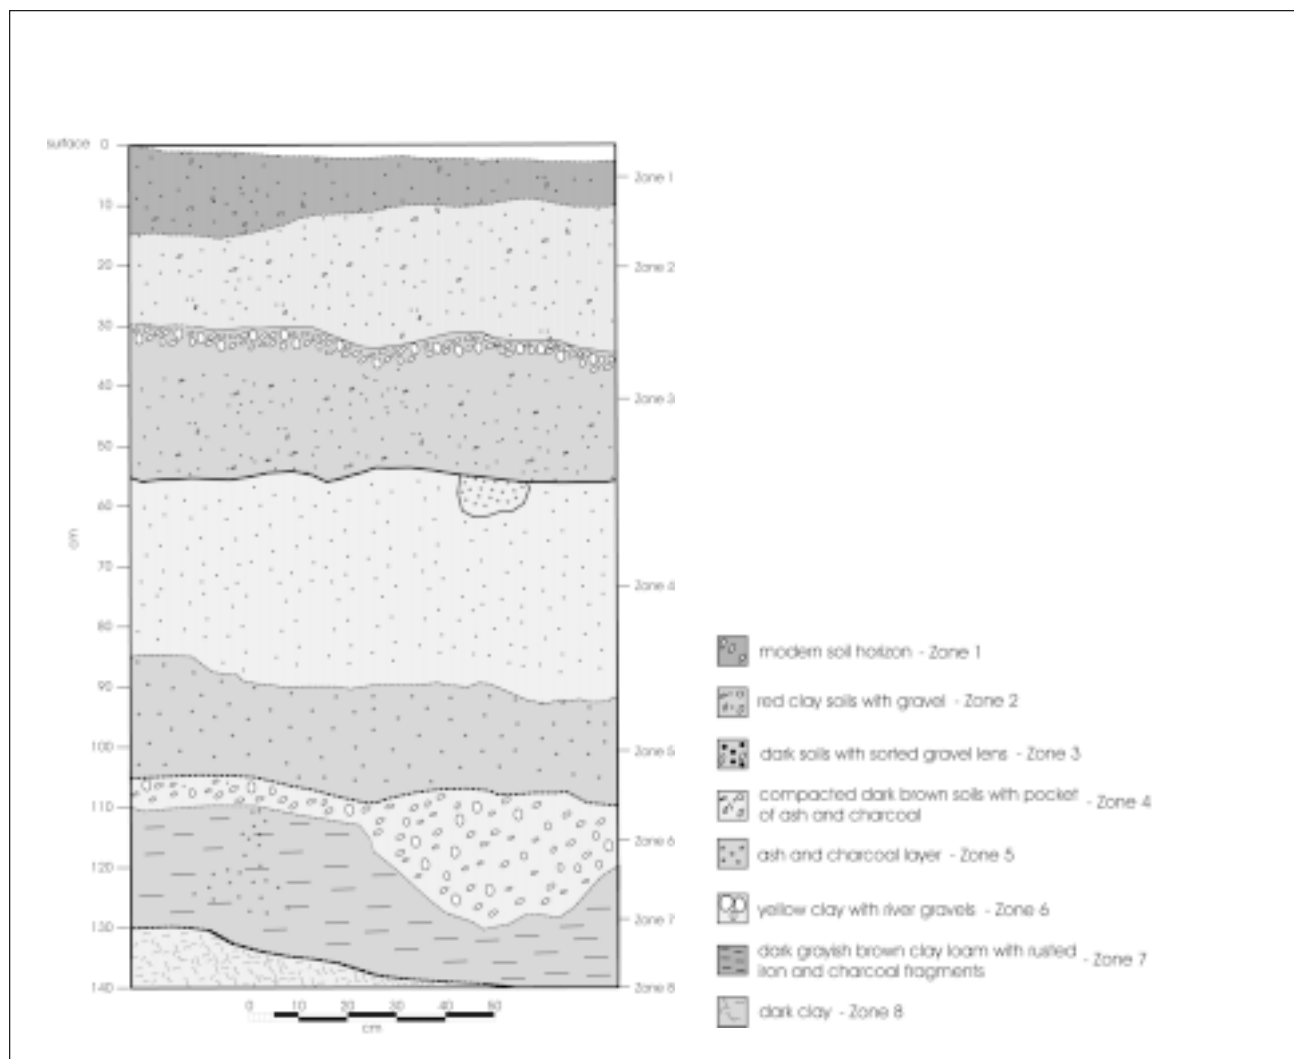 surface 0
10
20
30
40
50
60
70
80
90
100
110
120
130
140
cm
Zone 1
Zone 2
Zone 3
Zone 4
Zone 5
Zone 6
Zone 7
Zone 8
0 10 20 30 40 50
cm
modern soil horizon - Zone 1
red clay soils with gravel - Zone 2
dark soils with sorted gravel lens - Zone 3
compacted dark brown soils with pocket
of ash and charcoal - Zone 4
ash and charcoal layer - Zone 5
yellow clay with river gravels - Zone 6
dark grayish brown clay loam with rusted
iron and charcoal fragments - Zone 7
dark clay - Zone 8